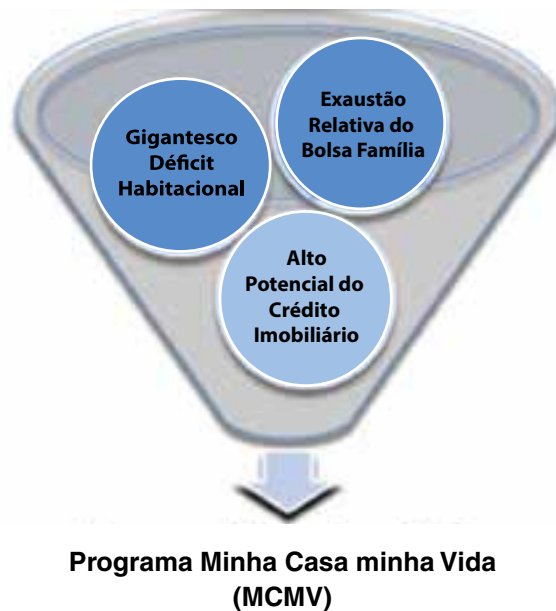 Gigantesco
Déficit
Habitacional
Exaustão
Relativa do
Bolsa Família
Alto
Potencial do
Crédito
Imobiliário
Programa Minha Casa minha Vida
(MCMV)